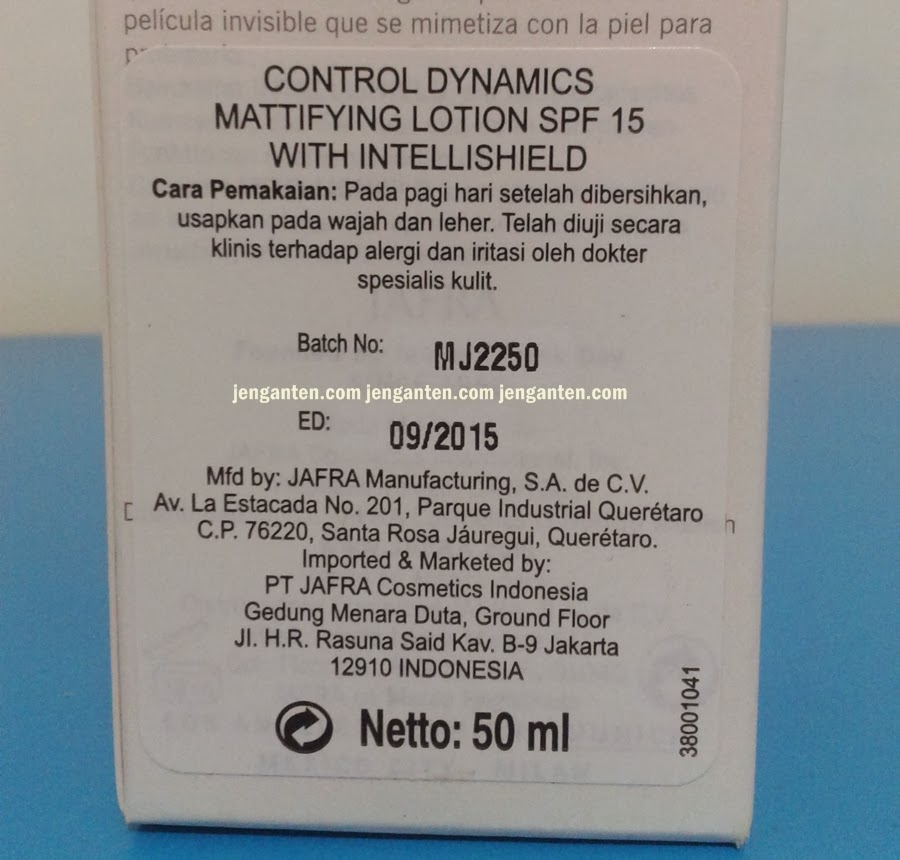 película invisible que se mimetiza con la piel para
CONTROL DYNAMICS
MATTIFYING LOTION SPF 15
WITH INTELLISHIELD
Cara Pemakaian: Pada pagi hari setelah dibersihkan,
usapkan pada wajah dan leher. Telah diuji secara
klinis terhadap alergi dan iritasi oleh dokter
spesialis kulit.
Batch No: MJ2250
jenganten.com jenganten.com jenganten.com
ED: 09/2015
Mfd by: JAFRA Manufacturing, S.A. de C.V.
Av. La Estacada No. 201, Parque Industrial Querétaro
C.P. 76220, Santa Rosa Jáuregui, Querétaro.
Imported & Marketed by:
PT JAFRA Cosmetics Indonesia
Gedung Menara Duta, Ground Floor
Jl. H.R. Rasuna Said Kav. B-9 Jakarta
12910 INDONESIA
Netto: 50 ml
38001041